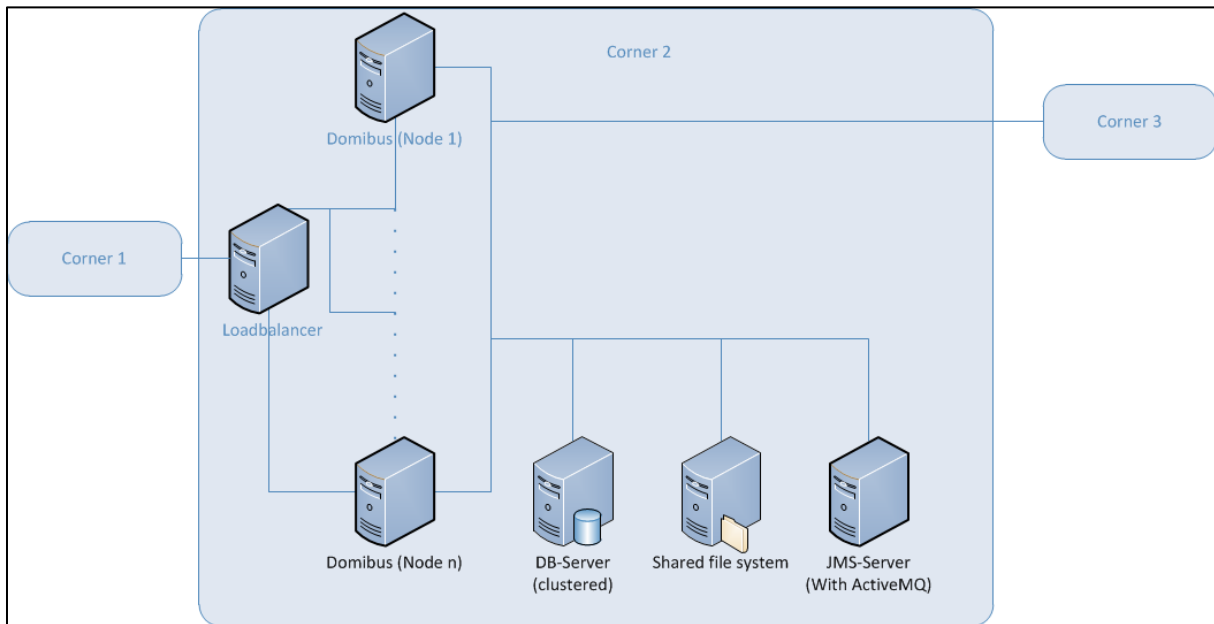 Corner 2
Domibus (Node 1)
Corner 3
Corner 1
Loadbalancer
Domibus (Node n)
DB-Server
(clustered)
Shared file system
JMS-Server
(With ActiveMQ)